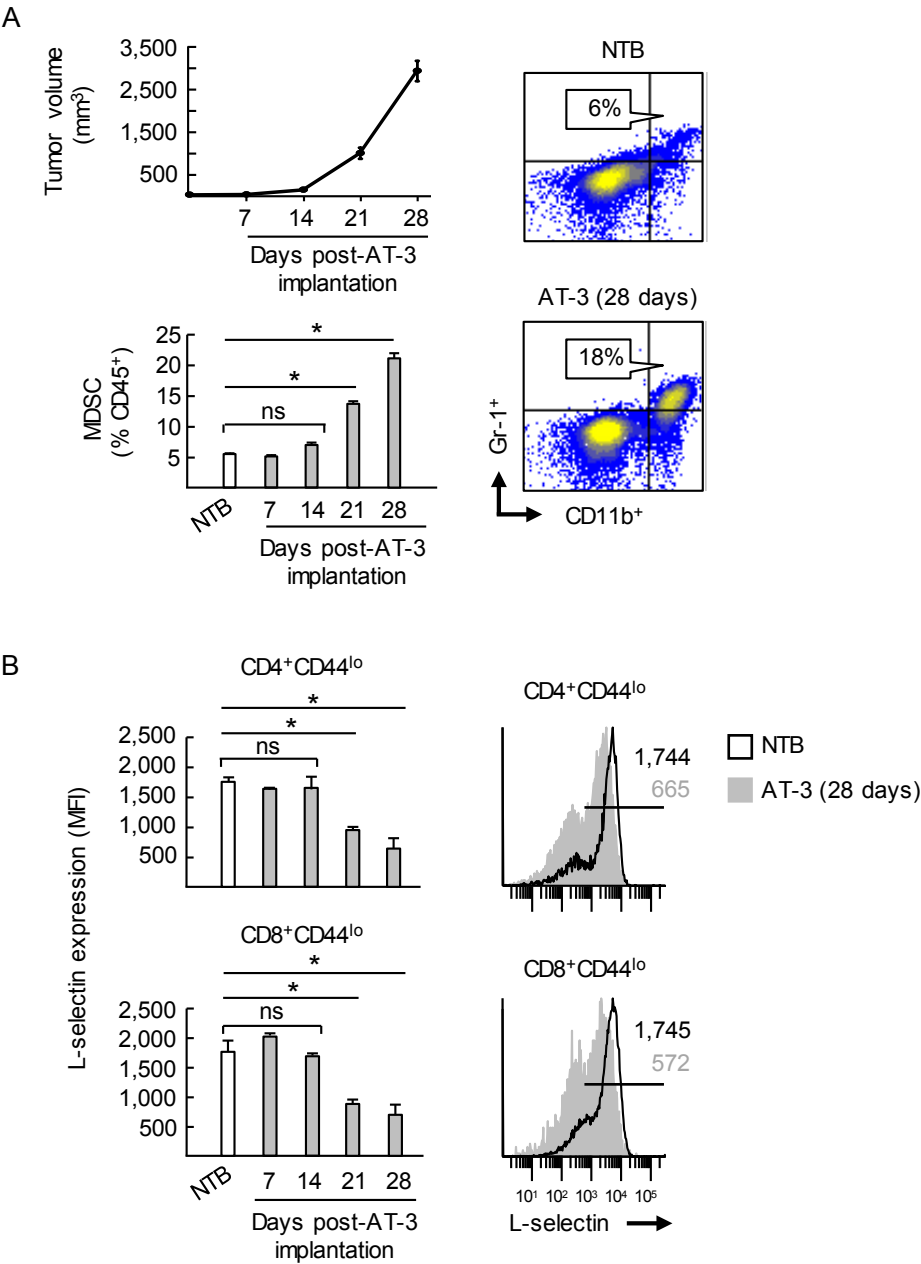 A
Tumor volume
(mm³)
3,500
2,500
1,500
500
7 14 21 28
Days post-AT-3
implantation
NTB
6%
MDSC
(% CD45⁺)
25
20
15
10
5
*
*
ns
NTB 7 14 21 28
Days post-AT-3
implantation
AT-3 (28 days)
18%
Gr-1⁺
CD11b⁺
B
L-selectin expression (MFI)
CD4⁺CD44ˡᵒ
*
*
ns
2,500
2,000
1,500
1,000
500
CD4⁺CD44ˡᵒ
1,744
665
NTB
AT-3 (28 days)
CD8⁺CD44ˡᵒ
*
*
ns
2,500
2,000
1,500
1,000
500
NTB 7 14 21 28
Days post-AT-3
implantation
CD8⁺CD44ˡᵒ
1,745
572
10¹ 10² 10³ 10⁴ 10⁵
L-selectin